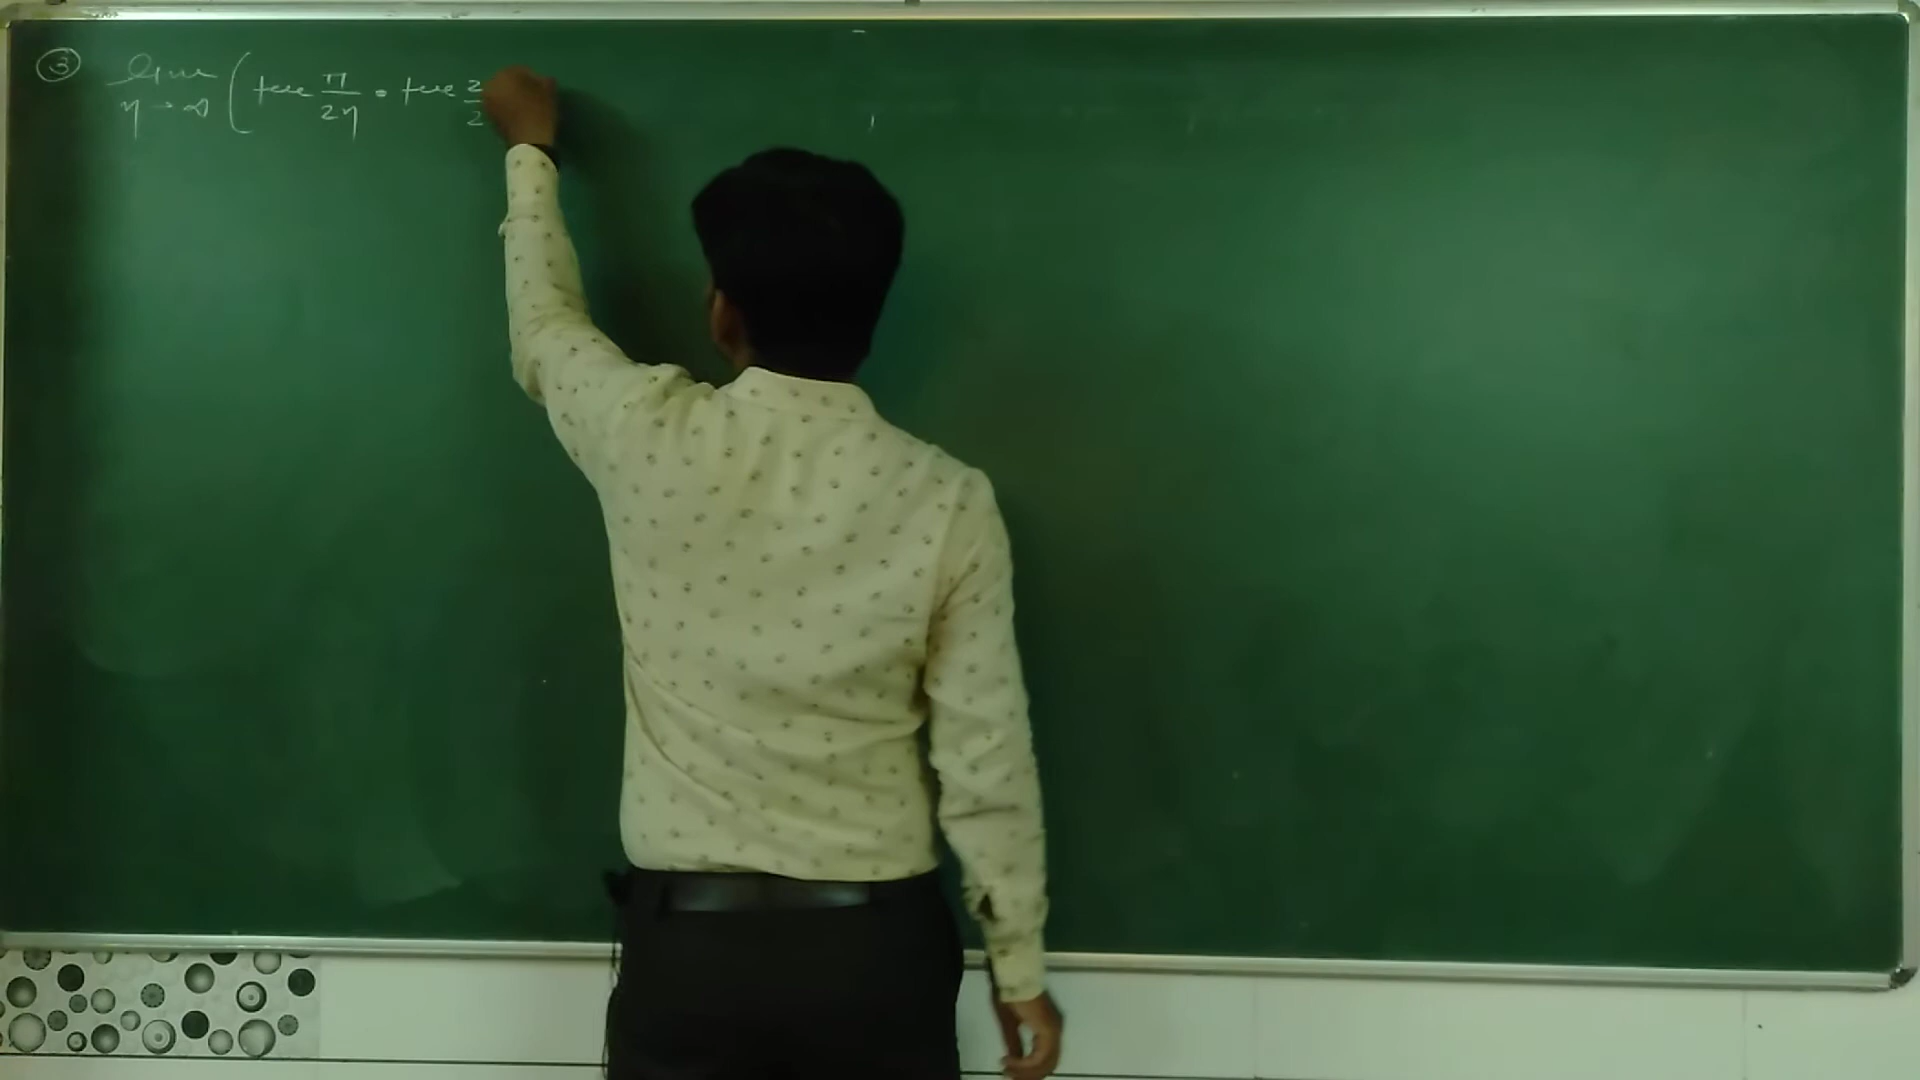 ③ lim n→∞ ( tan π/2n · tan 2/2